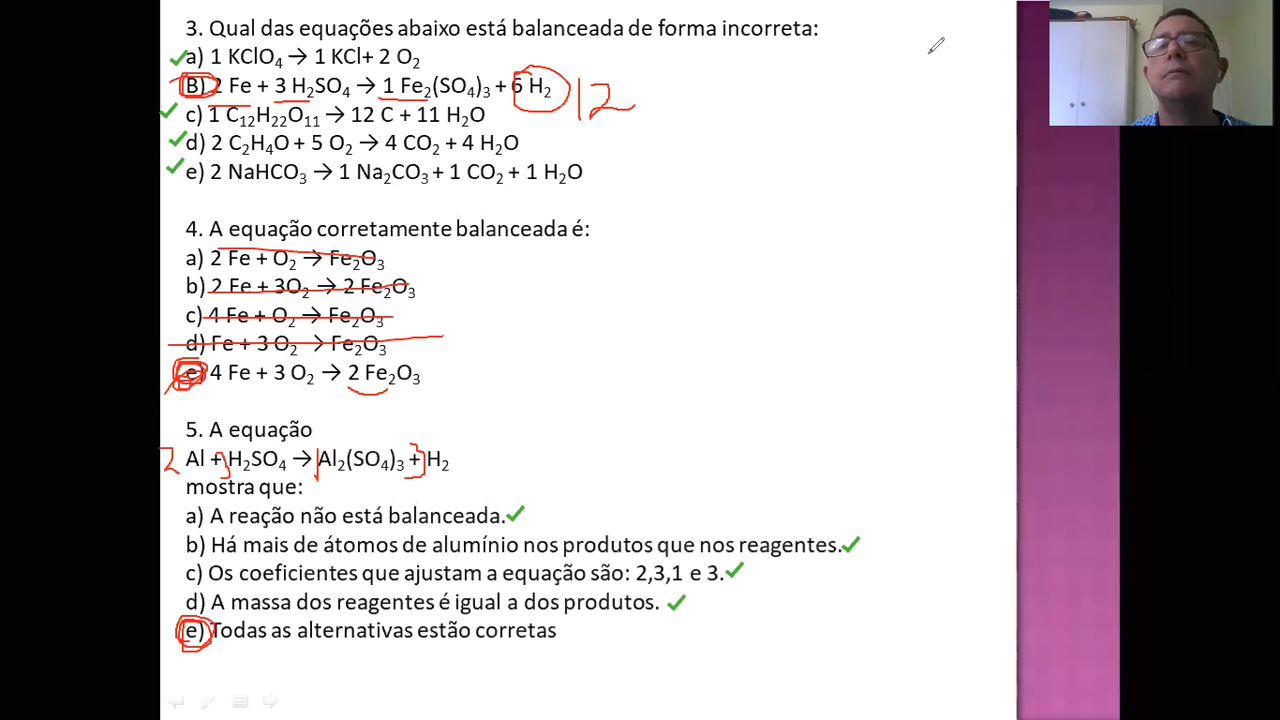 3. Qual das equações abaixo está balanceada de forma incorreta:
a) 1 KClO₄ → 1 KCl+ 2 O₂
B) 2 Fe + 3 H₂SO₄ → 1 Fe₂(SO₄)₃ + 6 H₂ 12
c) 1 C₁₂H₂₂O₁₁ → 12 C + 11 H₂O
d) 2 C₂H₄O + 5 O₂ → 4 CO₂ + 4 H₂O
e) 2 NaHCO₃ → 1 Na₂CO₃ + 1 CO₂ + 1 H₂O
4. A equação corretamente balanceada é:
a) 2 Fe + O₂ → Fe₂O₃
b) 2 Fe + 3O₂ → 2 Fe₂O₃
c) 4 Fe + O₂ → Fe₂O₃
d) Fe + 3 O₂ → Fe₂O₃
e) 4 Fe + 3 O₂ → 2 Fe₂O₃
5. A equação
2 Al + 3 H₂SO₄ → 1 Al₂(SO₄)₃ + 3 H₂
mostra que:
a) A reação não está balanceada.
b) Há mais de átomos de alumínio nos produtos que nos reagentes.
c) Os coeficientes que ajustam a equação são: 2,3,1 e 3.
d) A massa dos reagentes é igual a dos produtos.
e) Todas as alternativas estão corretas